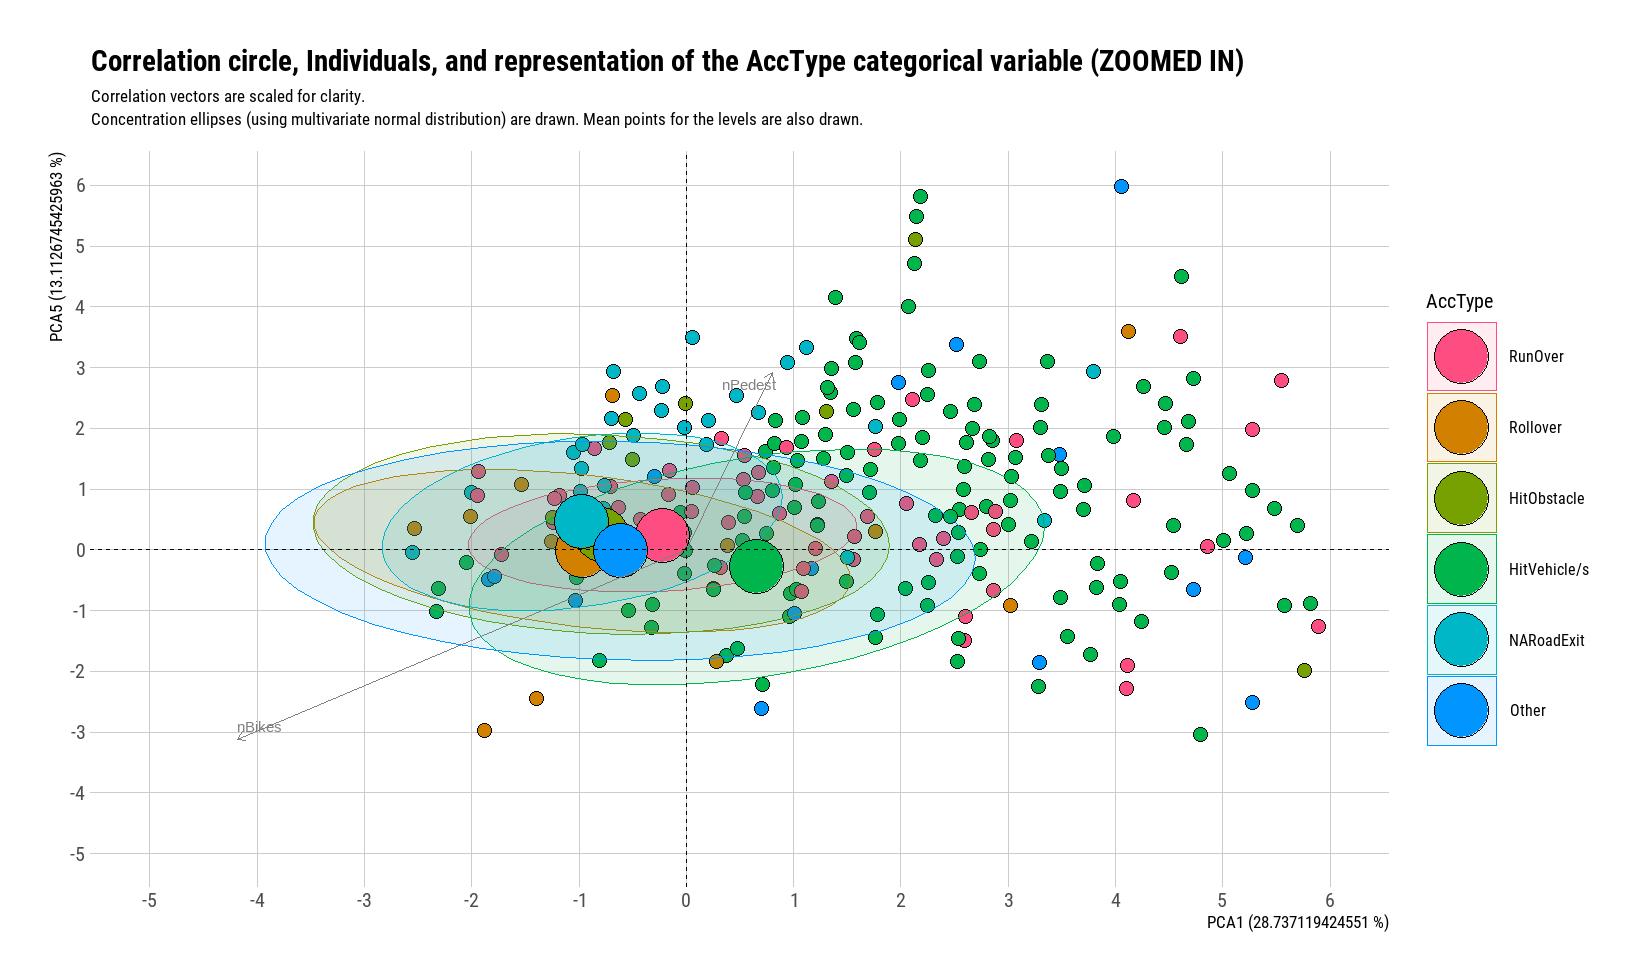 Correlation circle, Individuals, and representation of the AccType categorical variable (ZOOMED IN)
Correlation vectors are scaled for clarity.
Concentration ellipses (using multivariate normal distribution) are drawn. Mean points for the levels are also drawn.
PCA5 (13.1126745425963 %)
6
5
4
3
2
1
0
-1
-2
-3
-4
-5
nPedest
nBikes
-5 -4 -3 -2 -1 0 1 2 3 4 5 6
PCA1 (28.737119424551 %)
AccType
RunOver
Rollover
HitObstacle
HitVehicle/s
NARoadExit
Other